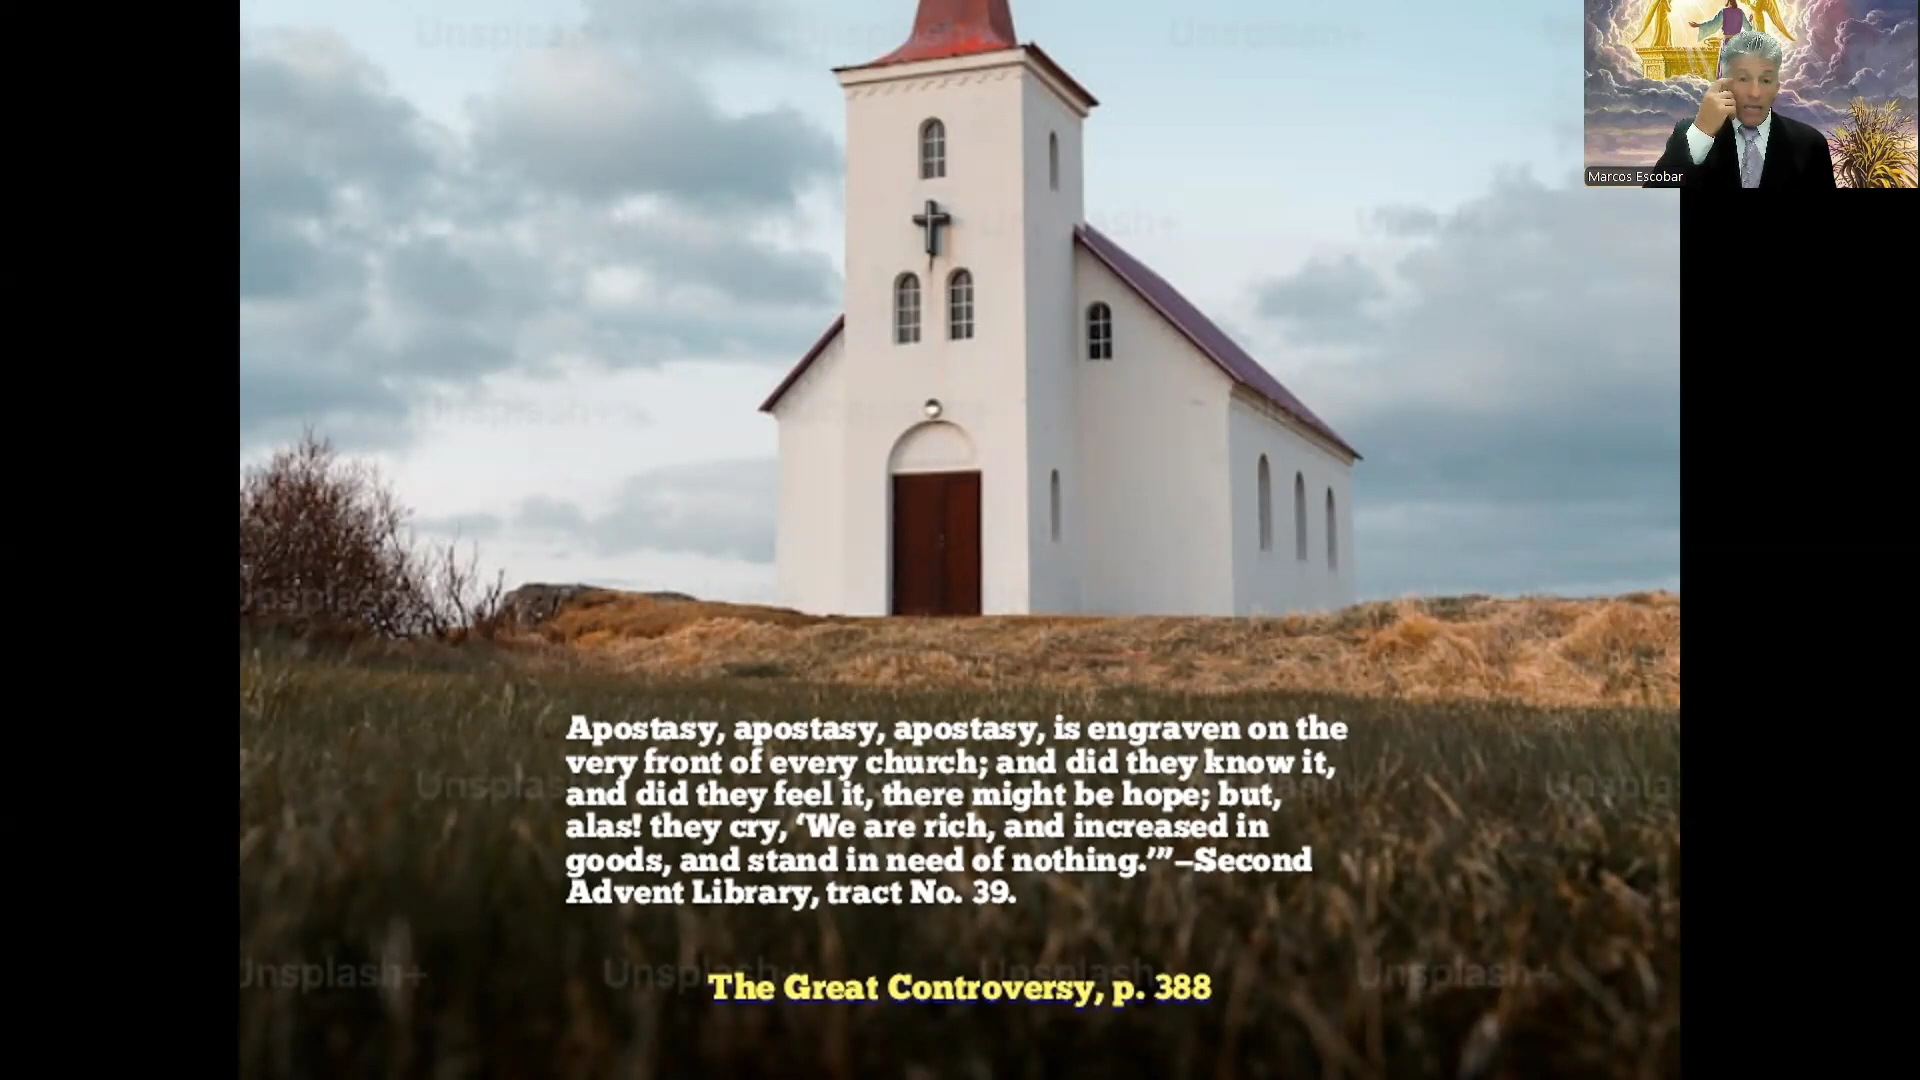 Marcos Escobar
Apostasy, apostasy, apostasy, is engraven on the
very front of every church; and did they know it,
and did they feel it, there might be hope; but,
alas! they cry, ‘We are rich, and increased in
goods, and stand in need of nothing.’”—Second
Advent Library, tract No. 39.
Unsplash+
The Great Controversy, p. 388